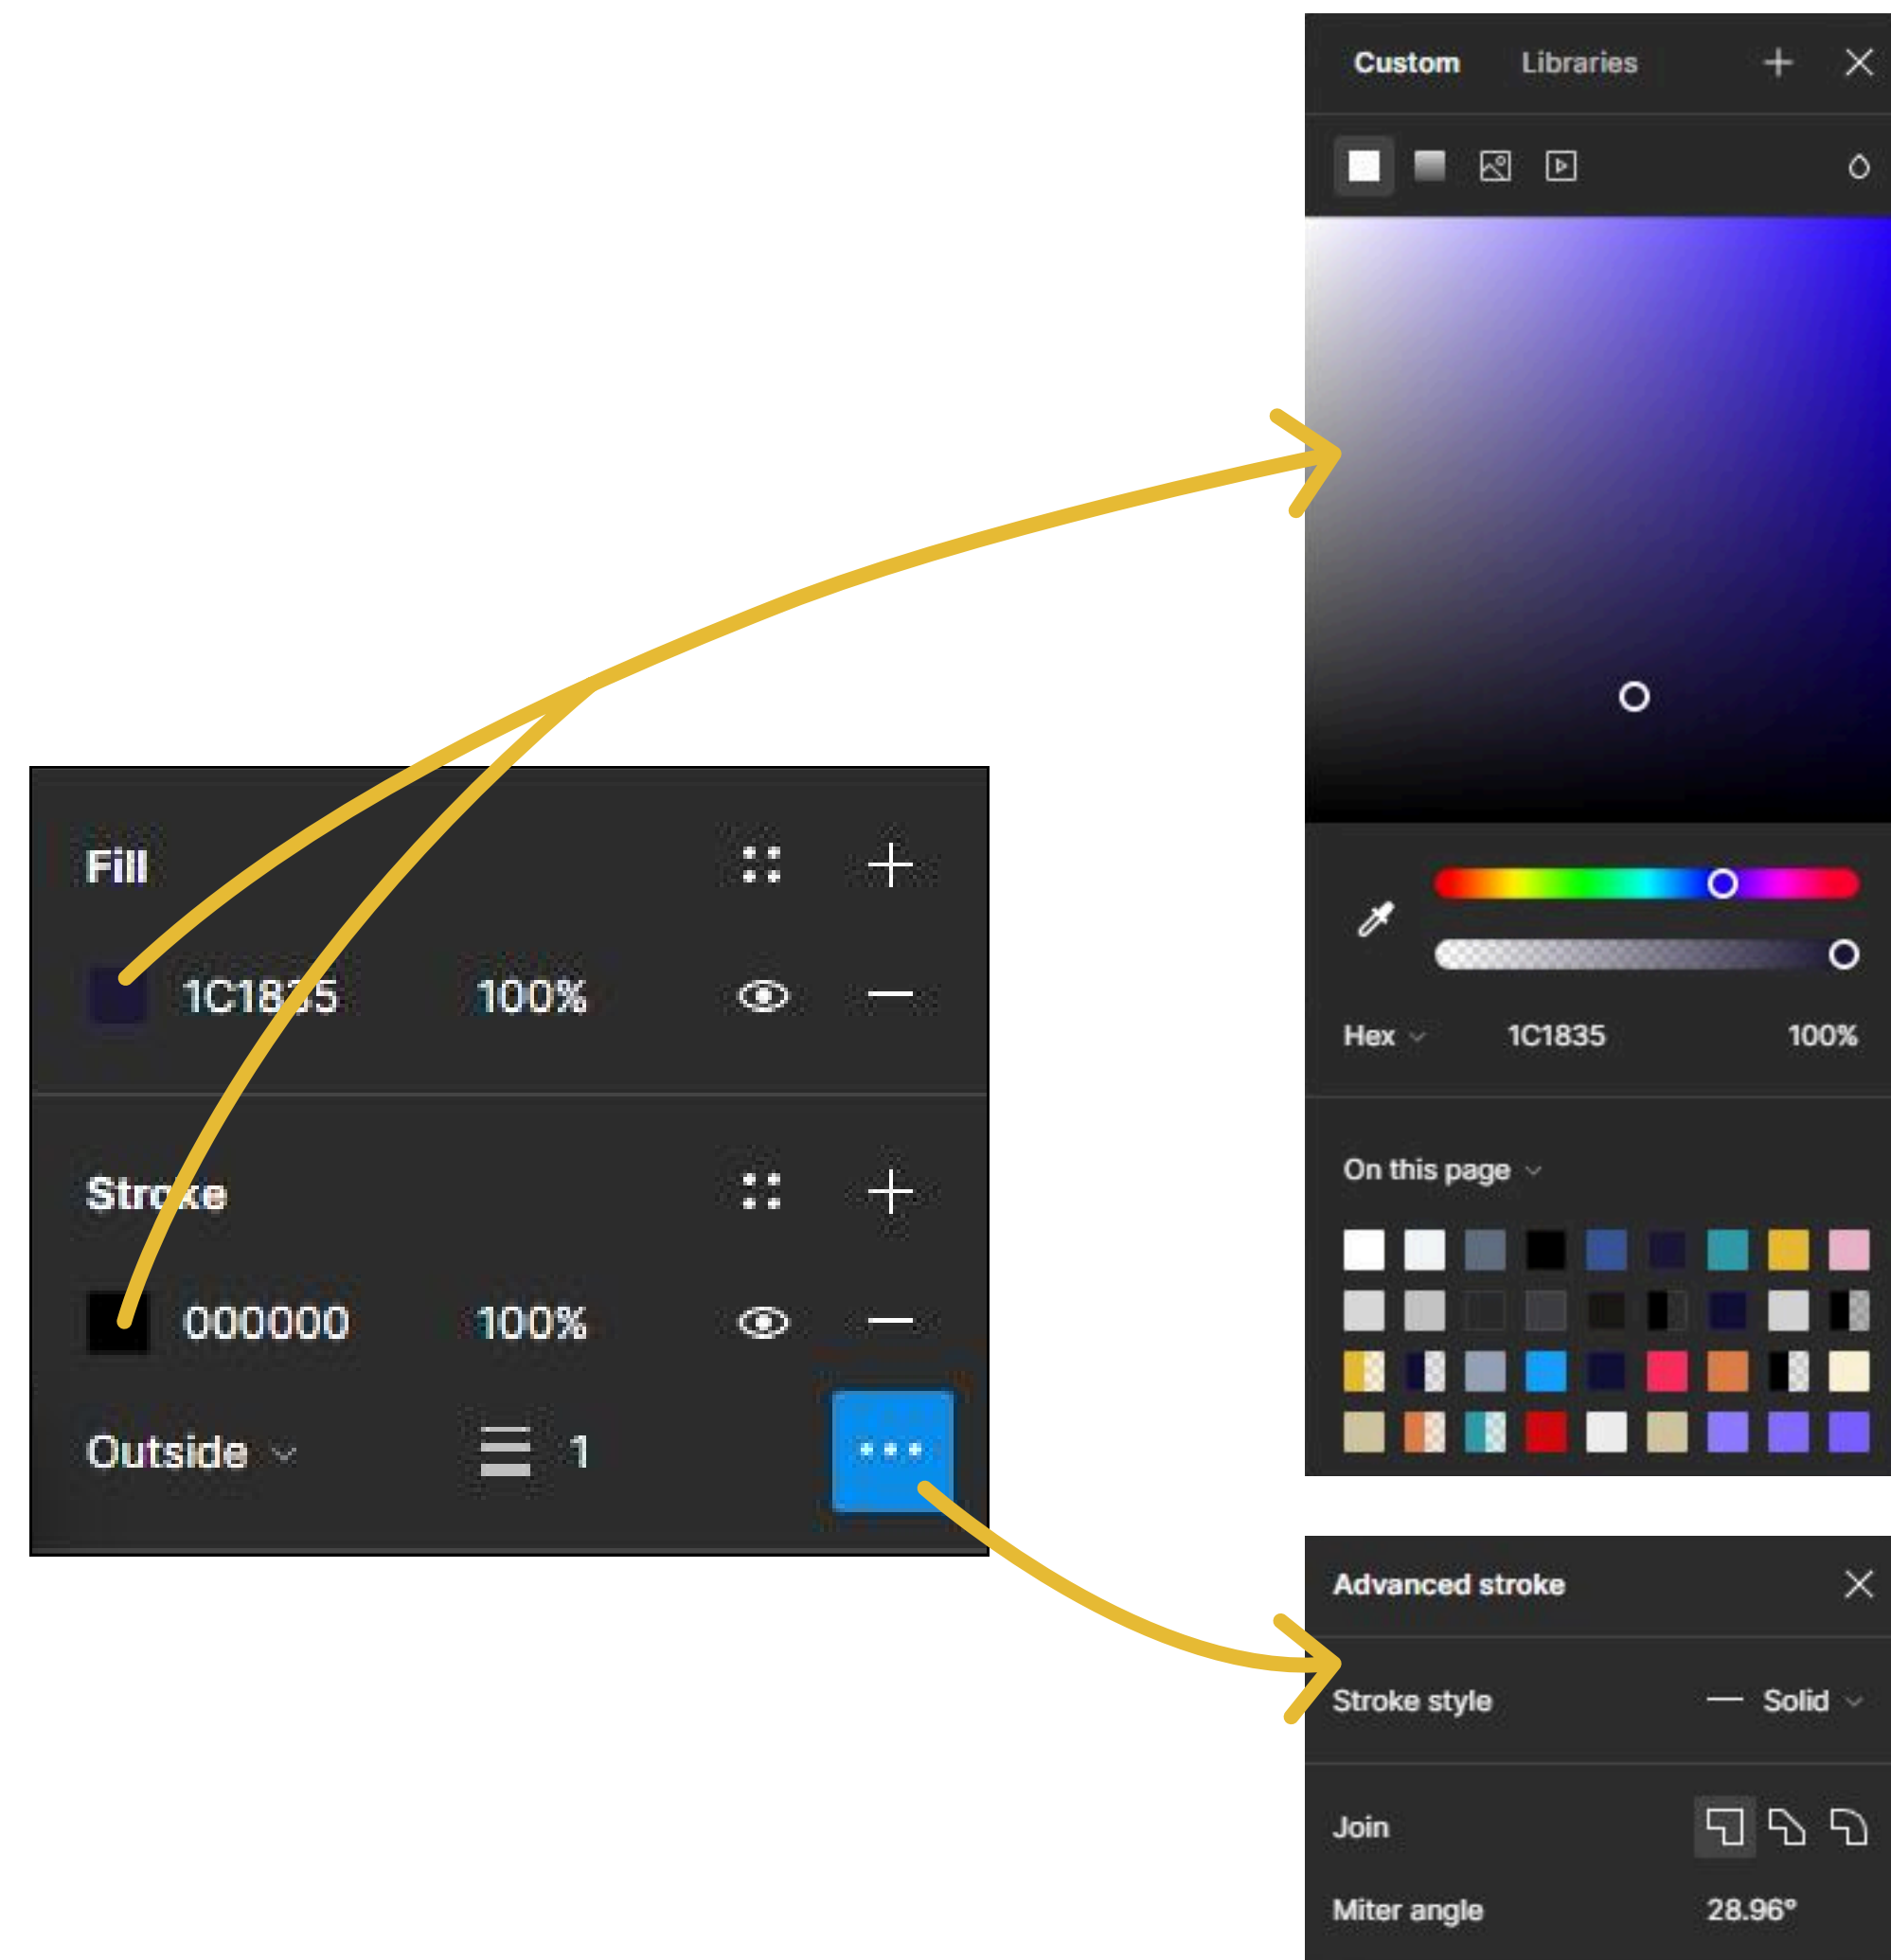 Fill
1C1835 100%
Stroke
000000 100%
Outside 1
Custom Libraries
Hex 1C1835 100%
On this page
Advanced stroke
Stroke style Solid
Join
Miter angle 28.96°